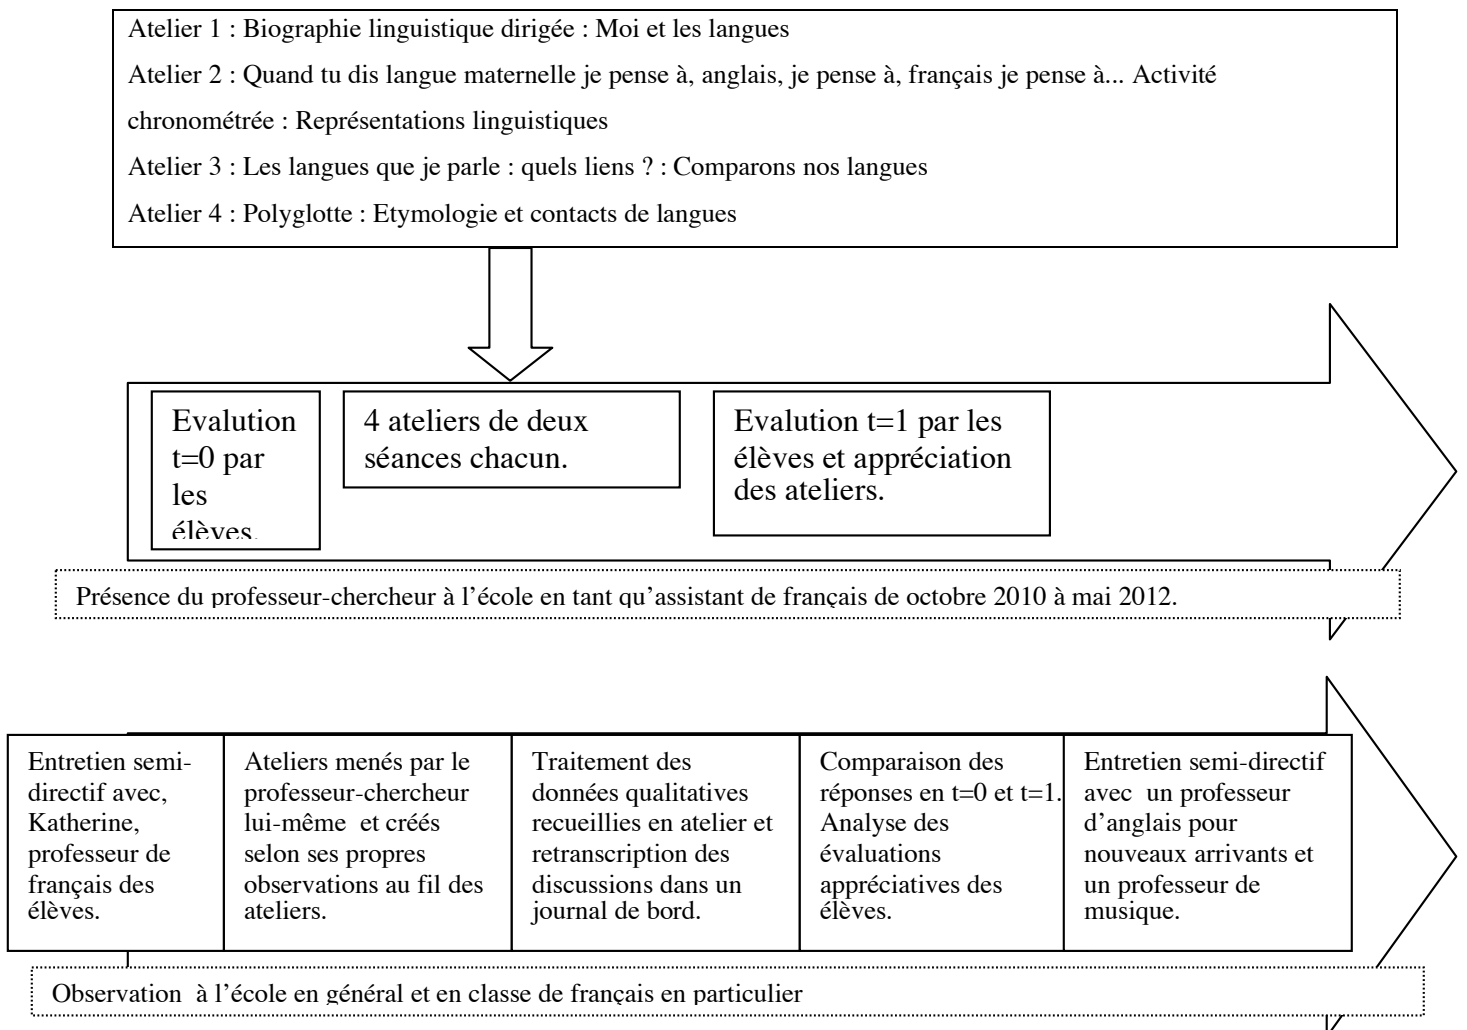 Atelier 1 : Biographie linguistique dirigée : Moi et les langues
Atelier 2 : Quand tu dis langue maternelle je pense à, anglais, je pense à, français je pense à... Activité
chronométrée : Représentations linguistiques
Atelier 3 : Les langues que je parle : quels liens ? : Comparons nos langues
Atelier 4 : Polyglotte : Etymologie et contacts de langues
Evalution
t=0 par
les
élèves.
4 ateliers de deux
séances chacun.
Evalution t=1 par les
élèves et appréciation
des ateliers.
Présence du professeur-chercheur à l’école en tant qu’assistant de français de octobre 2010 à mai 2012.
Entretien semi-
directif avec,
Katherine,
professeur de
français des
élèves.
Ateliers menés par le
professeur-chercheur
lui-même et créés
selon ses propres
observations au fil des
ateliers.
Traitement des
données qualitatives
recueillies en atelier et
retranscription des
discussions dans un
journal de bord.
Comparaison des
réponses en t=0 et t=1.
Analyse des
évaluations
appréciatives des
élèves.
Entretien semi-directif
avec un professeur
d’anglais pour
nouveaux arrivants et
un professeur de
musique.
Observation à l’école en général et en classe de français en particulier